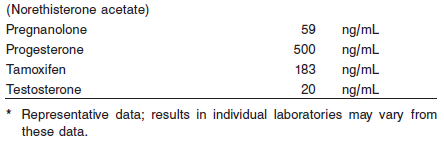 (Norethisterone acetate)
Pregnanolone 59 ng/mL
Progesterone 500 ng/mL
Tamoxifen 183 ng/mL
Testosterone 20 ng/mL
* Representative data; results in individual laboratories may vary from
these data.